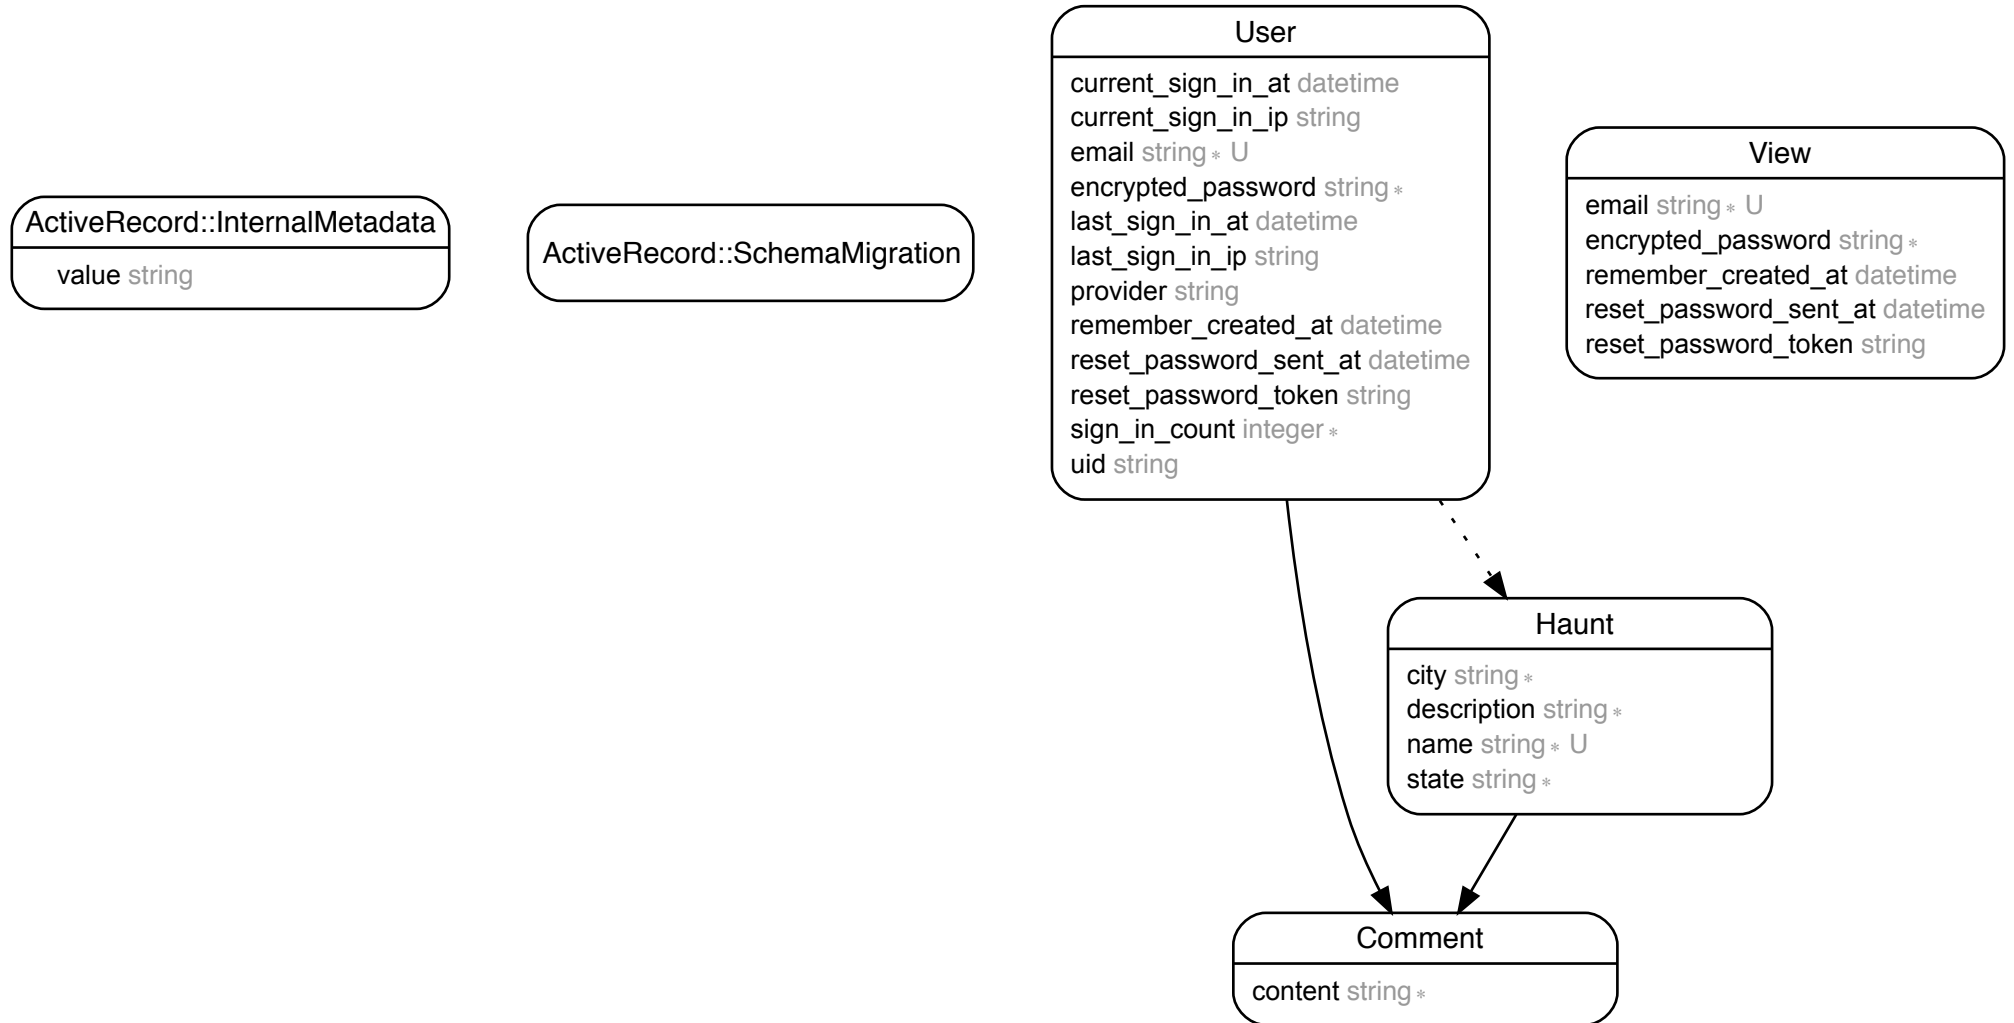 ActiveRecord::InternalMetadata
value string
ActiveRecord::SchemaMigration
User
current_sign_in_at datetime
current_sign_in_ip string
email string * U
encrypted_password string *
last_sign_in_at datetime
last_sign_in_ip string
provider string
remember_created_at datetime
reset_password_sent_at datetime
reset_password_token string
sign_in_count integer *
uid string
View
email string * U
encrypted_password string *
remember_created_at datetime
reset_password_sent_at datetime
reset_password_token string
Haunt
city string *
description string *
name string * U
state string *
Comment
content string *